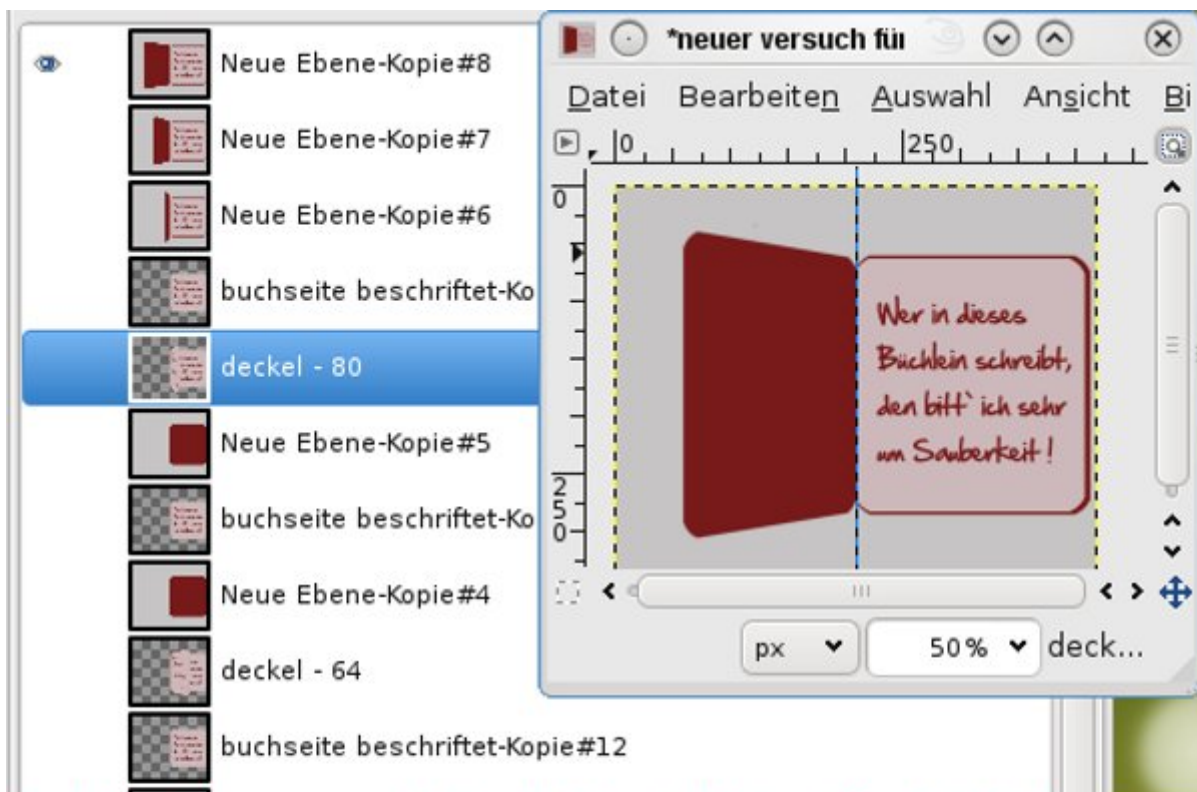 Neue Ebene-Kopie#8
Neue Ebene-Kopie#7
Neue Ebene-Kopie#6
buchseite beschriftet-Ko
deckel - 80
Neue Ebene-Kopie#5
buchseite beschriftet-Ko
Neue Ebene-Kopie#4
deckel - 64
buchseite beschriftet-Kopie#12
*neuer versuch für
Datei Bearbeiten Auswahl Ansicht Bi
0 250
0
250
Wer in dieses
Büchlein schreibt,
den bitt` ich sehr
um Sauberkeit !
px 50% deck...